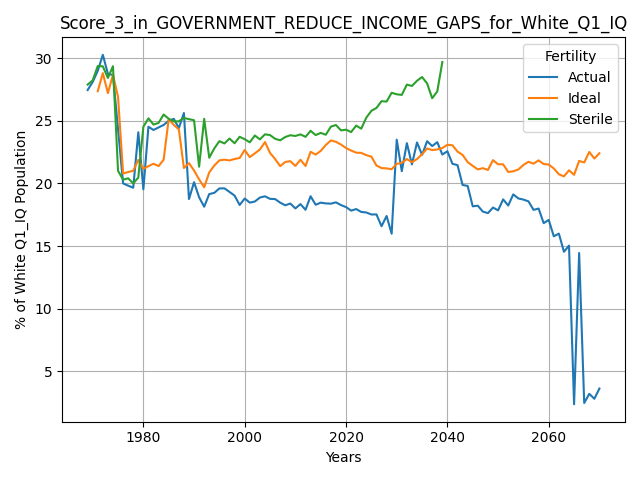 Score_3_in_GOVERNMENT_REDUCE_INCOME_GAPS_for_White_Q1_IQ
Fertility
Actual
Ideal
Sterile
% of White Q1_IQ Population
30
25
20
15
10
5
1980
2000
2020
2040
2060
Years